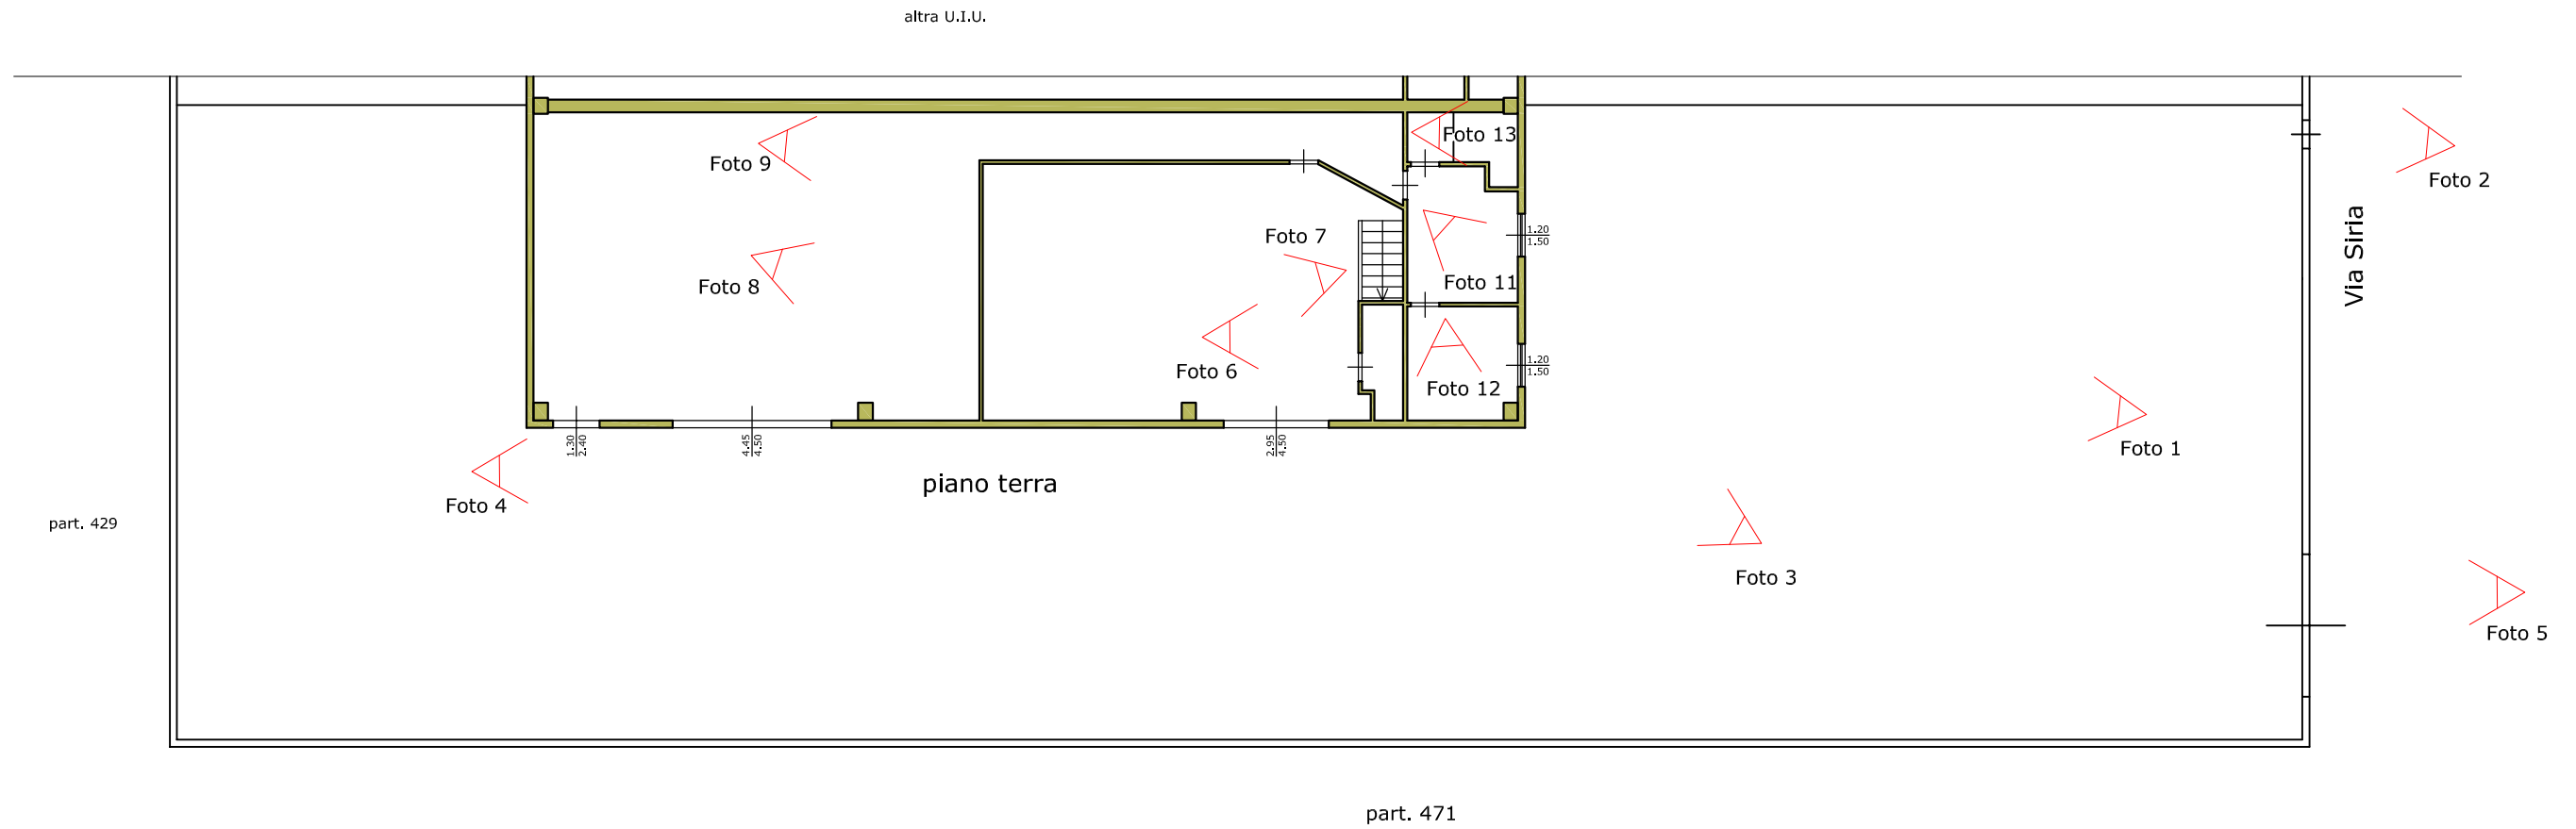 altra U.I.U.
Foto 13
Foto 9
Foto 2
Foto 7
Via Siria
1.20
1.50
Foto 8
Foto 11
Foto 6
1.20
1.50
Foto 12
1.30
2.40
4.45
4.50
2.95
4.50
Foto 1
piano terra
Foto 4
part. 429
Foto 3
Foto 5
part. 471